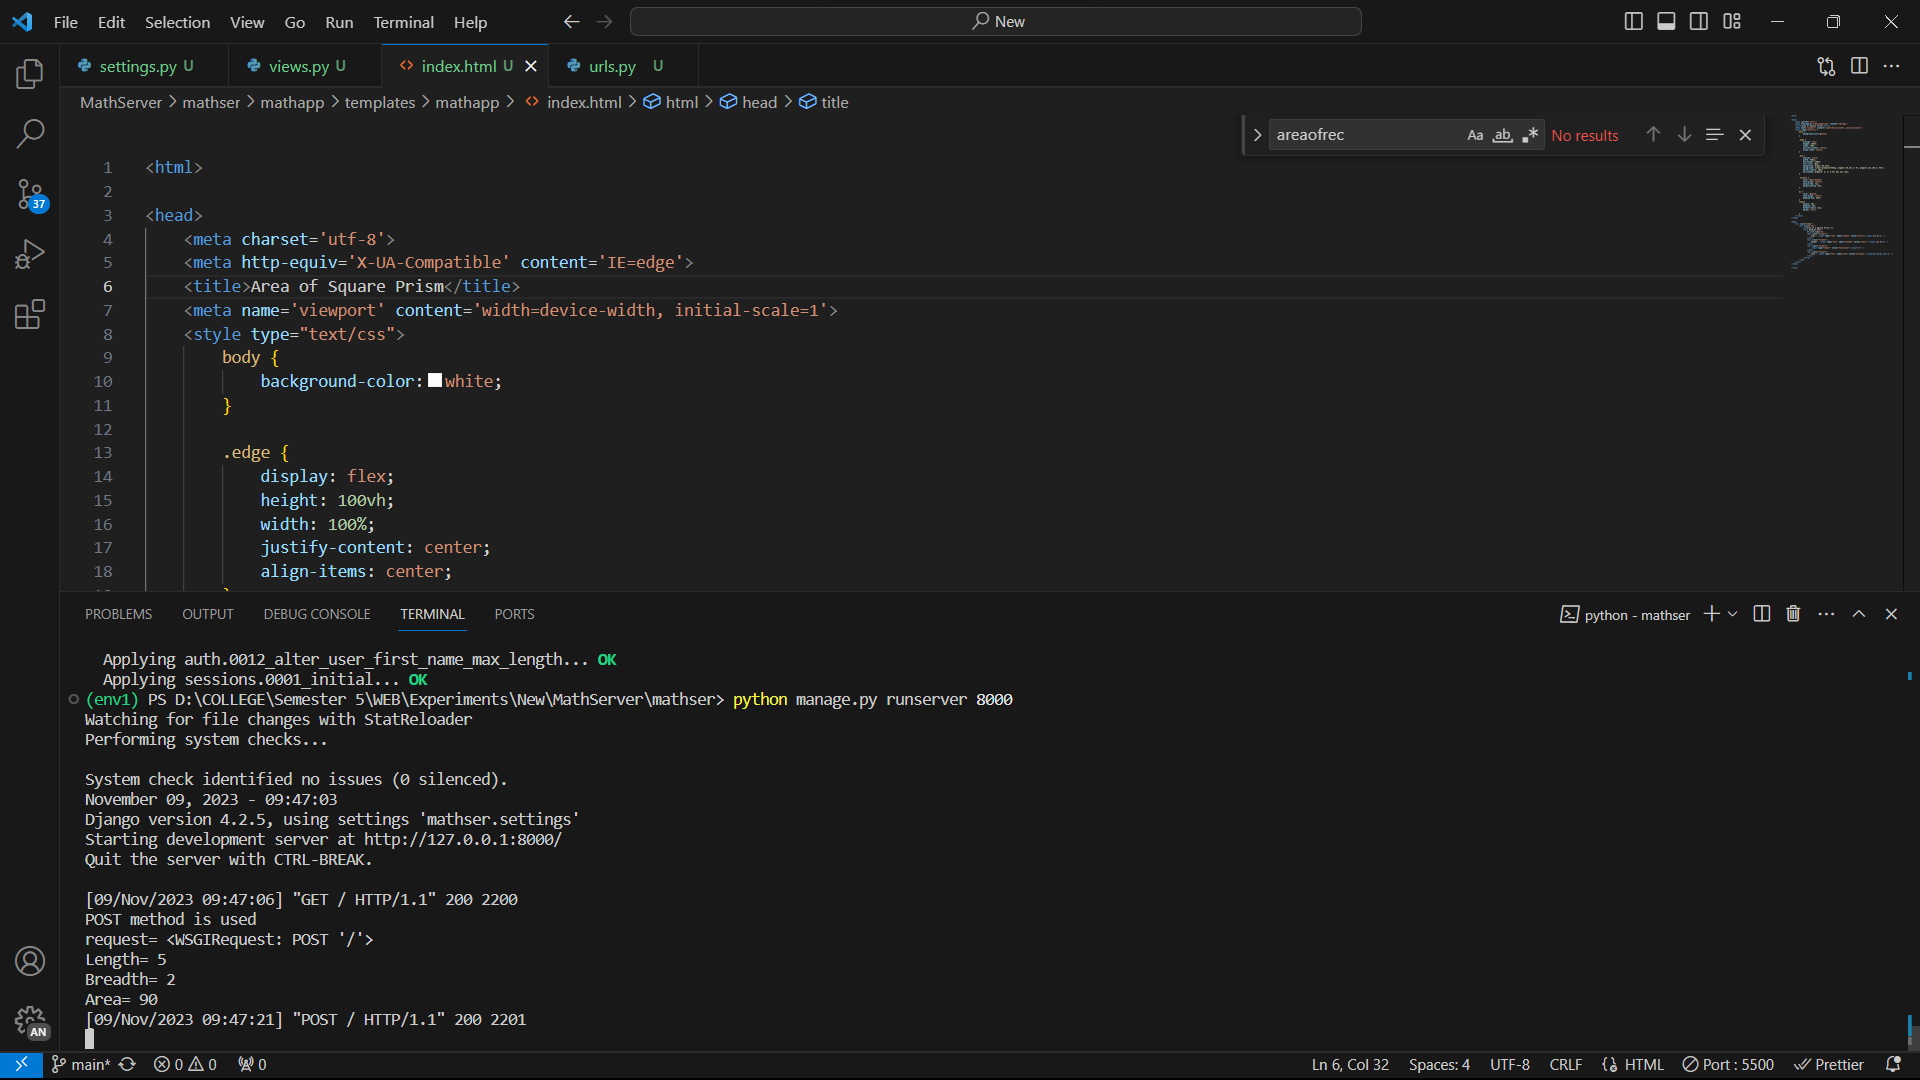 File Edit Selection View Go Run Terminal Help New
settings.py U views.py U index.html U urls.py U
MathServer mathser mathapp templates mathapp index.html html head title
areaofrec Aa ab No results
1 <html>
2
3 <head>
4 <meta charset='utf-8'>
5 <meta http-equiv='X-UA-Compatible' content='IE=edge'>
6 <title>Area of Square Prism</title>
7 <meta name='viewport' content='width=device-width, initial-scale=1'>
8 <style type="text/css">
9 body {
10 background-color: white;
11 }
12
13 .edge {
14 display: flex;
15 height: 100vh;
16 width: 100%;
17 justify-content: center;
18 align-items: center;
37
PROBLEMS OUTPUT DEBUG CONSOLE TERMINAL PORTS python - mathser
Applying auth.0012_alter_user_first_name_max_length... OK
Applying sessions.0001_initial... OK
(env1) PS D:\COLLEGE\Semester 5\WEB\Experiments\New\MathServer\mathser> python manage.py runserver 8000
Watching for file changes with StatReloader
Performing system checks...
System check identified no issues (0 silenced).
November 09, 2023 - 09:47:03
Django version 4.2.5, using settings 'mathser.settings'
Starting development server at http://127.0.0.1:8000/
Quit the server with CTRL-BREAK.
[09/Nov/2023 09:47:06] "GET / HTTP/1.1" 200 2200
POST method is used
request= <WSGIRequest: POST '/'>
Length= 5
Breadth= 2
Area= 90
[09/Nov/2023 09:47:21] "POST / HTTP/1.1" 200 2201
AN
main* 0 0 0 Ln 6, Col 32 Spaces: 4 UTF-8 CRLF HTML Port : 5500 Prettier